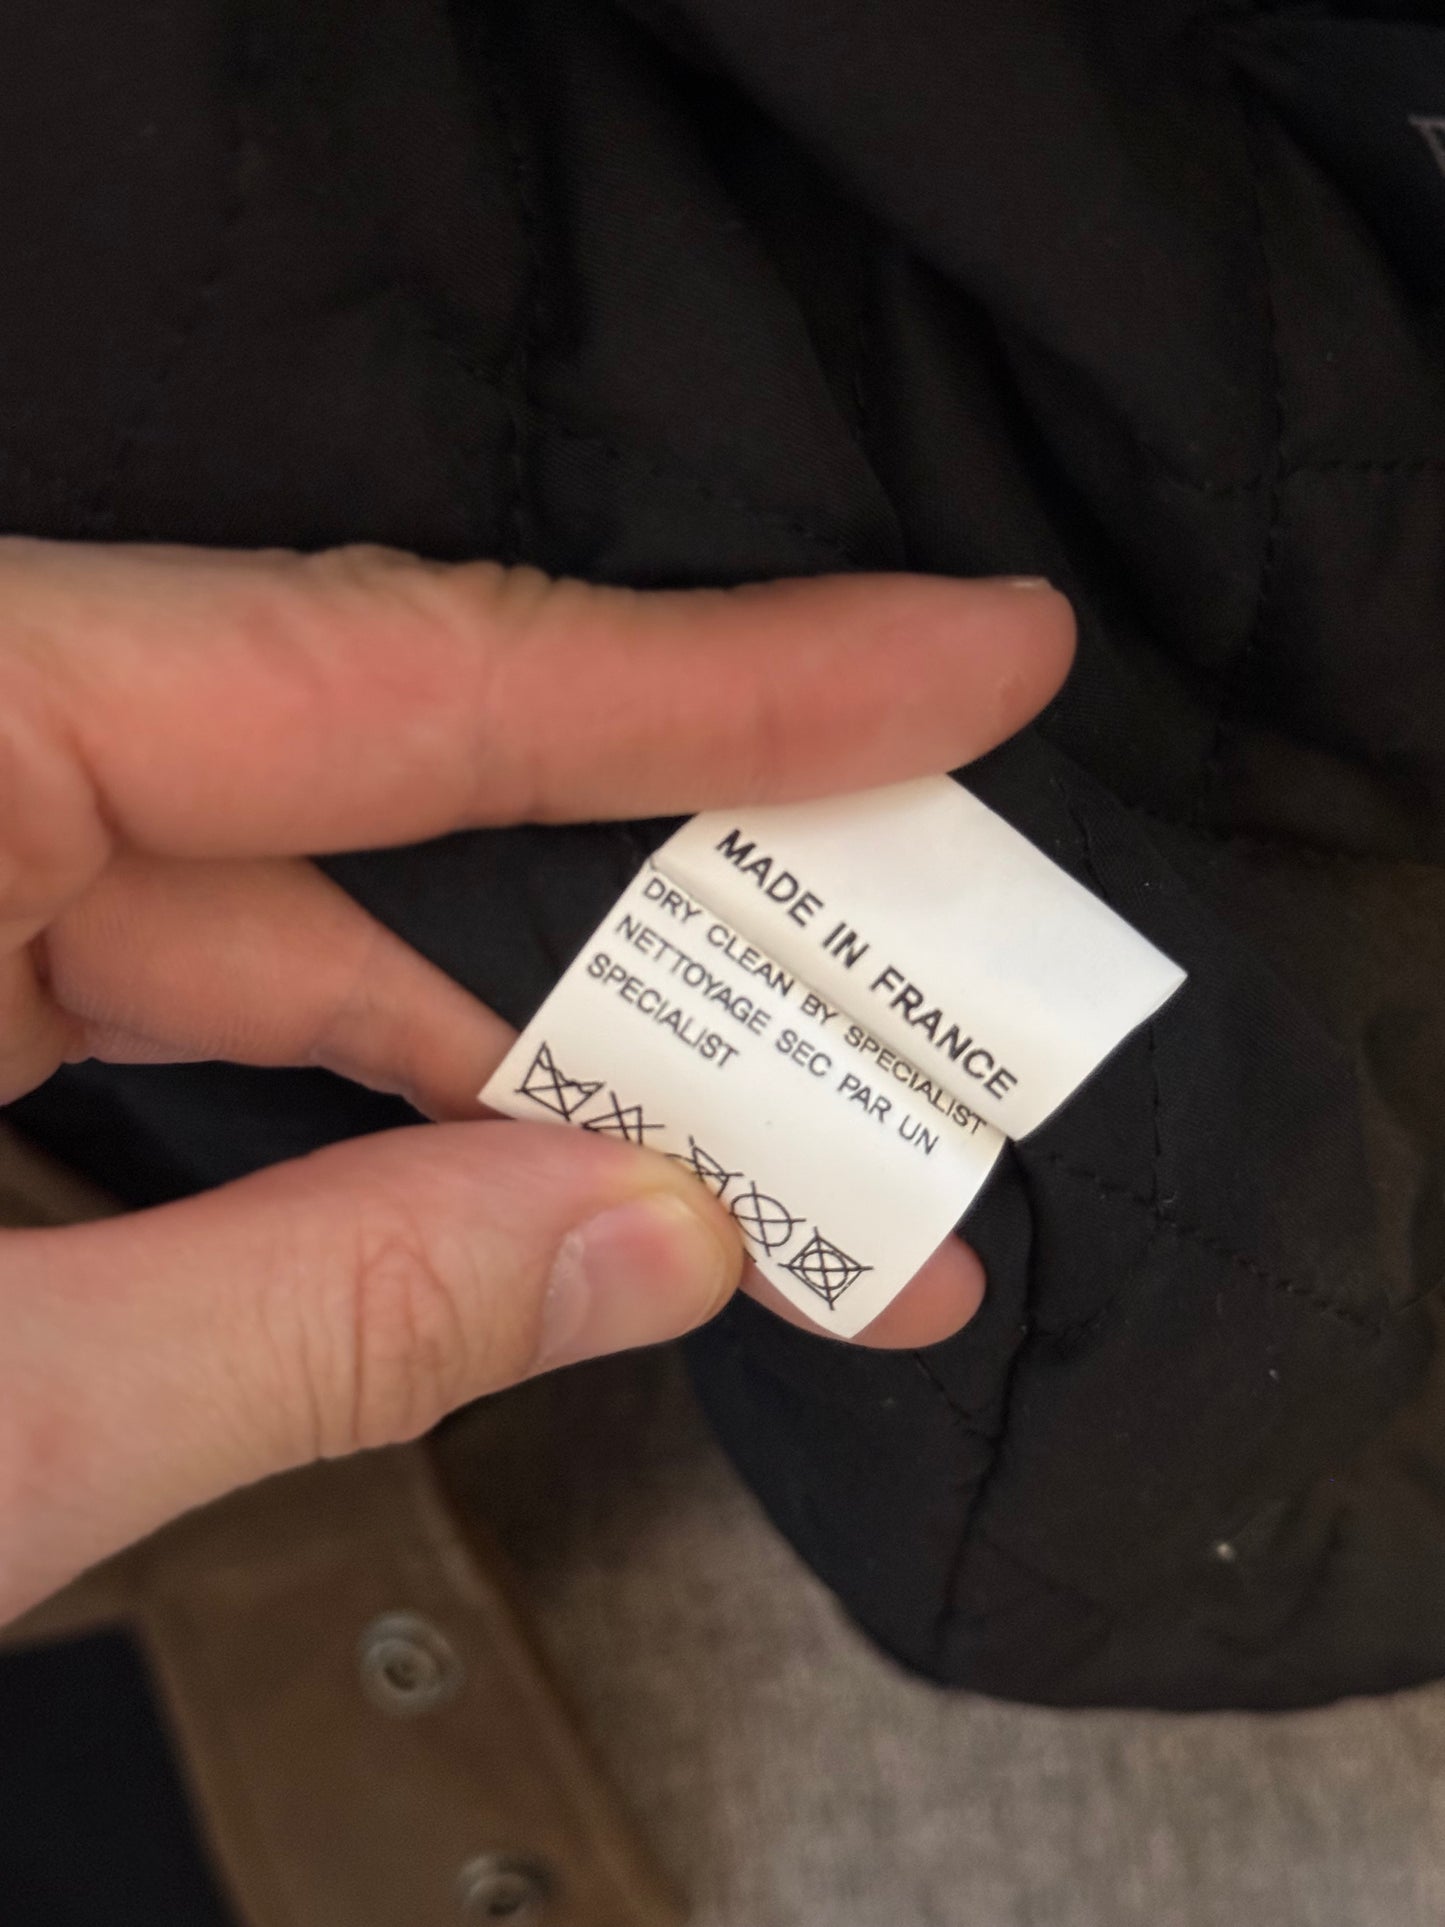 MADE IN FRANCE
DRY CLEAN BY SPECIALIST
NETTOYAGE SEC PAR UN
SPECIALIST